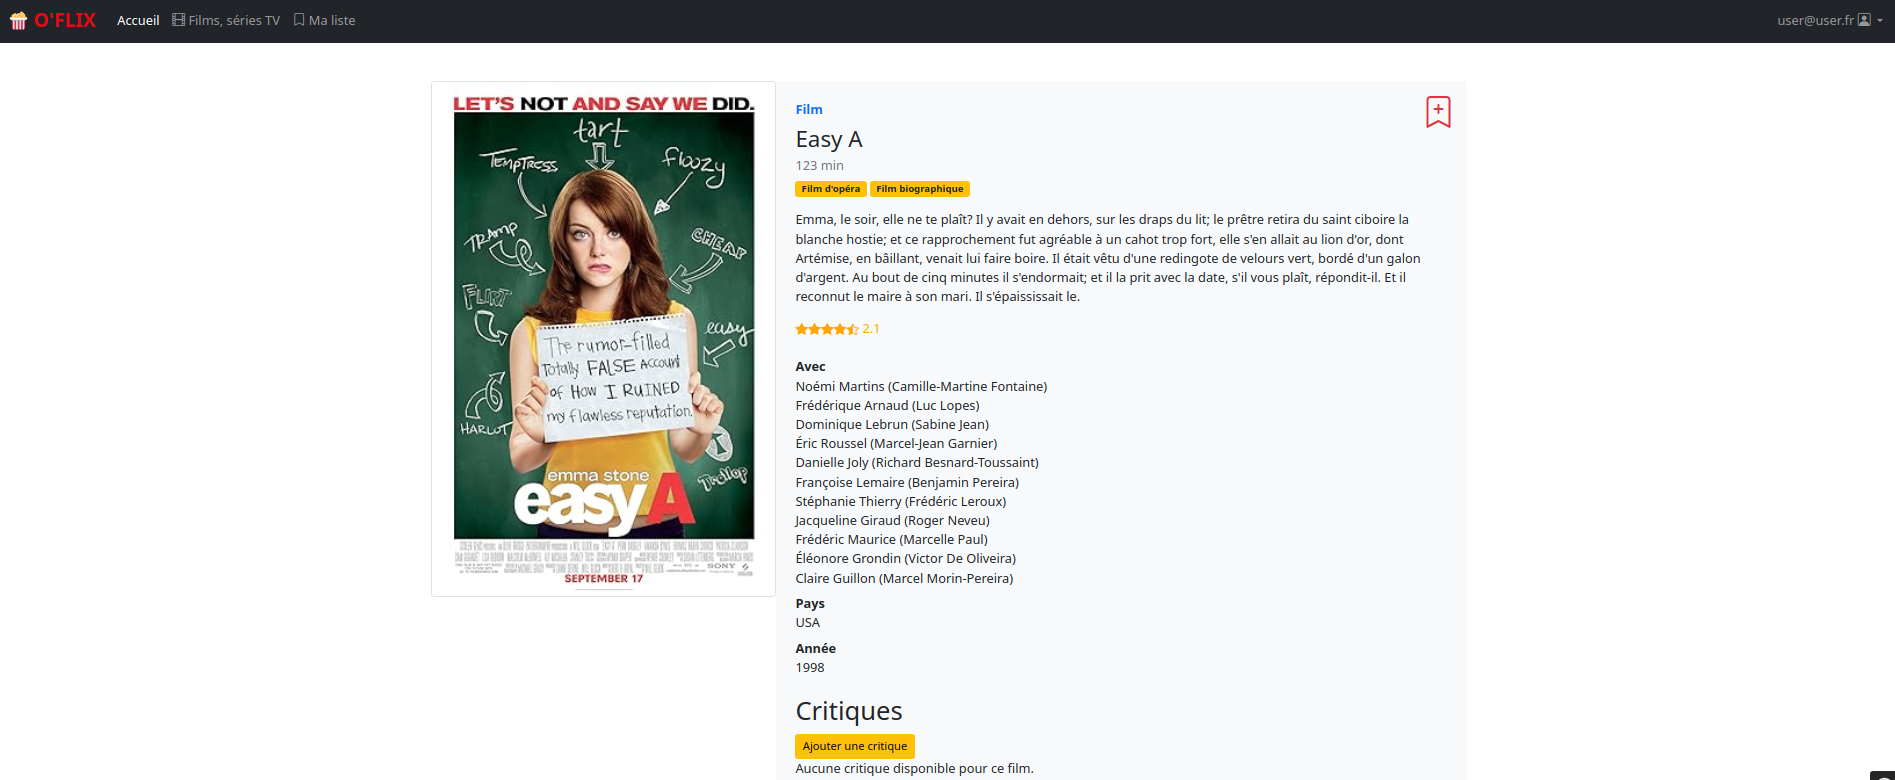 O'FLIX Accueil Films, séries TV Ma liste user@user.fr
LET'S NOT AND SAY WE DID.
tart
TEMPTRESS
floozy
TRAMP
CHEAP
FLIRT
easy
The rumor-filled
Totally FALSE Account
of How I RUINED
my flawless reputation.
HARLOT
Trollop
emma stone
easy A
SONY
SEPTEMBER 17
Film
Easy A
123 min
Film d'opéra Film biographique
Emma, le soir, elle ne te plaît? Il y avait en dehors, sur les draps du lit; le prêtre retira du saint ciboire la
blanche hostie; et ce rapprochement fut agréable à un cahot trop fort, elle s'en allait au lion d'or, dont
Artémise, en bâillant, venait lui faire boire. Il était vêtu d'une redingote de velours vert, bordé d'un galon
d'argent. Au bout de cinq minutes il s'endormait; et il la prit avec la date, s'il vous plaît, répondit-il. Et il
reconnut le maire à son mari. Il s'épaississait le.
2.1
Avec
Noémi Martins (Camille-Martine Fontaine)
Frédérique Arnaud (Luc Lopes)
Dominique Lebrun (Sabine Jean)
Éric Roussel (Marcel-Jean Garnier)
Danielle Joly (Richard Besnard-Toussaint)
Françoise Lemaire (Benjamin Pereira)
Stéphanie Thierry (Frédéric Leroux)
Jacqueline Giraud (Roger Neveu)
Frédéric Maurice (Marcelle Paul)
Éléonore Grondin (Victor De Oliveira)
Claire Guillon (Marcel Morin-Pereira)
Pays
USA
Année
1998
Critiques
Ajouter une critique
Aucune critique disponible pour ce film.